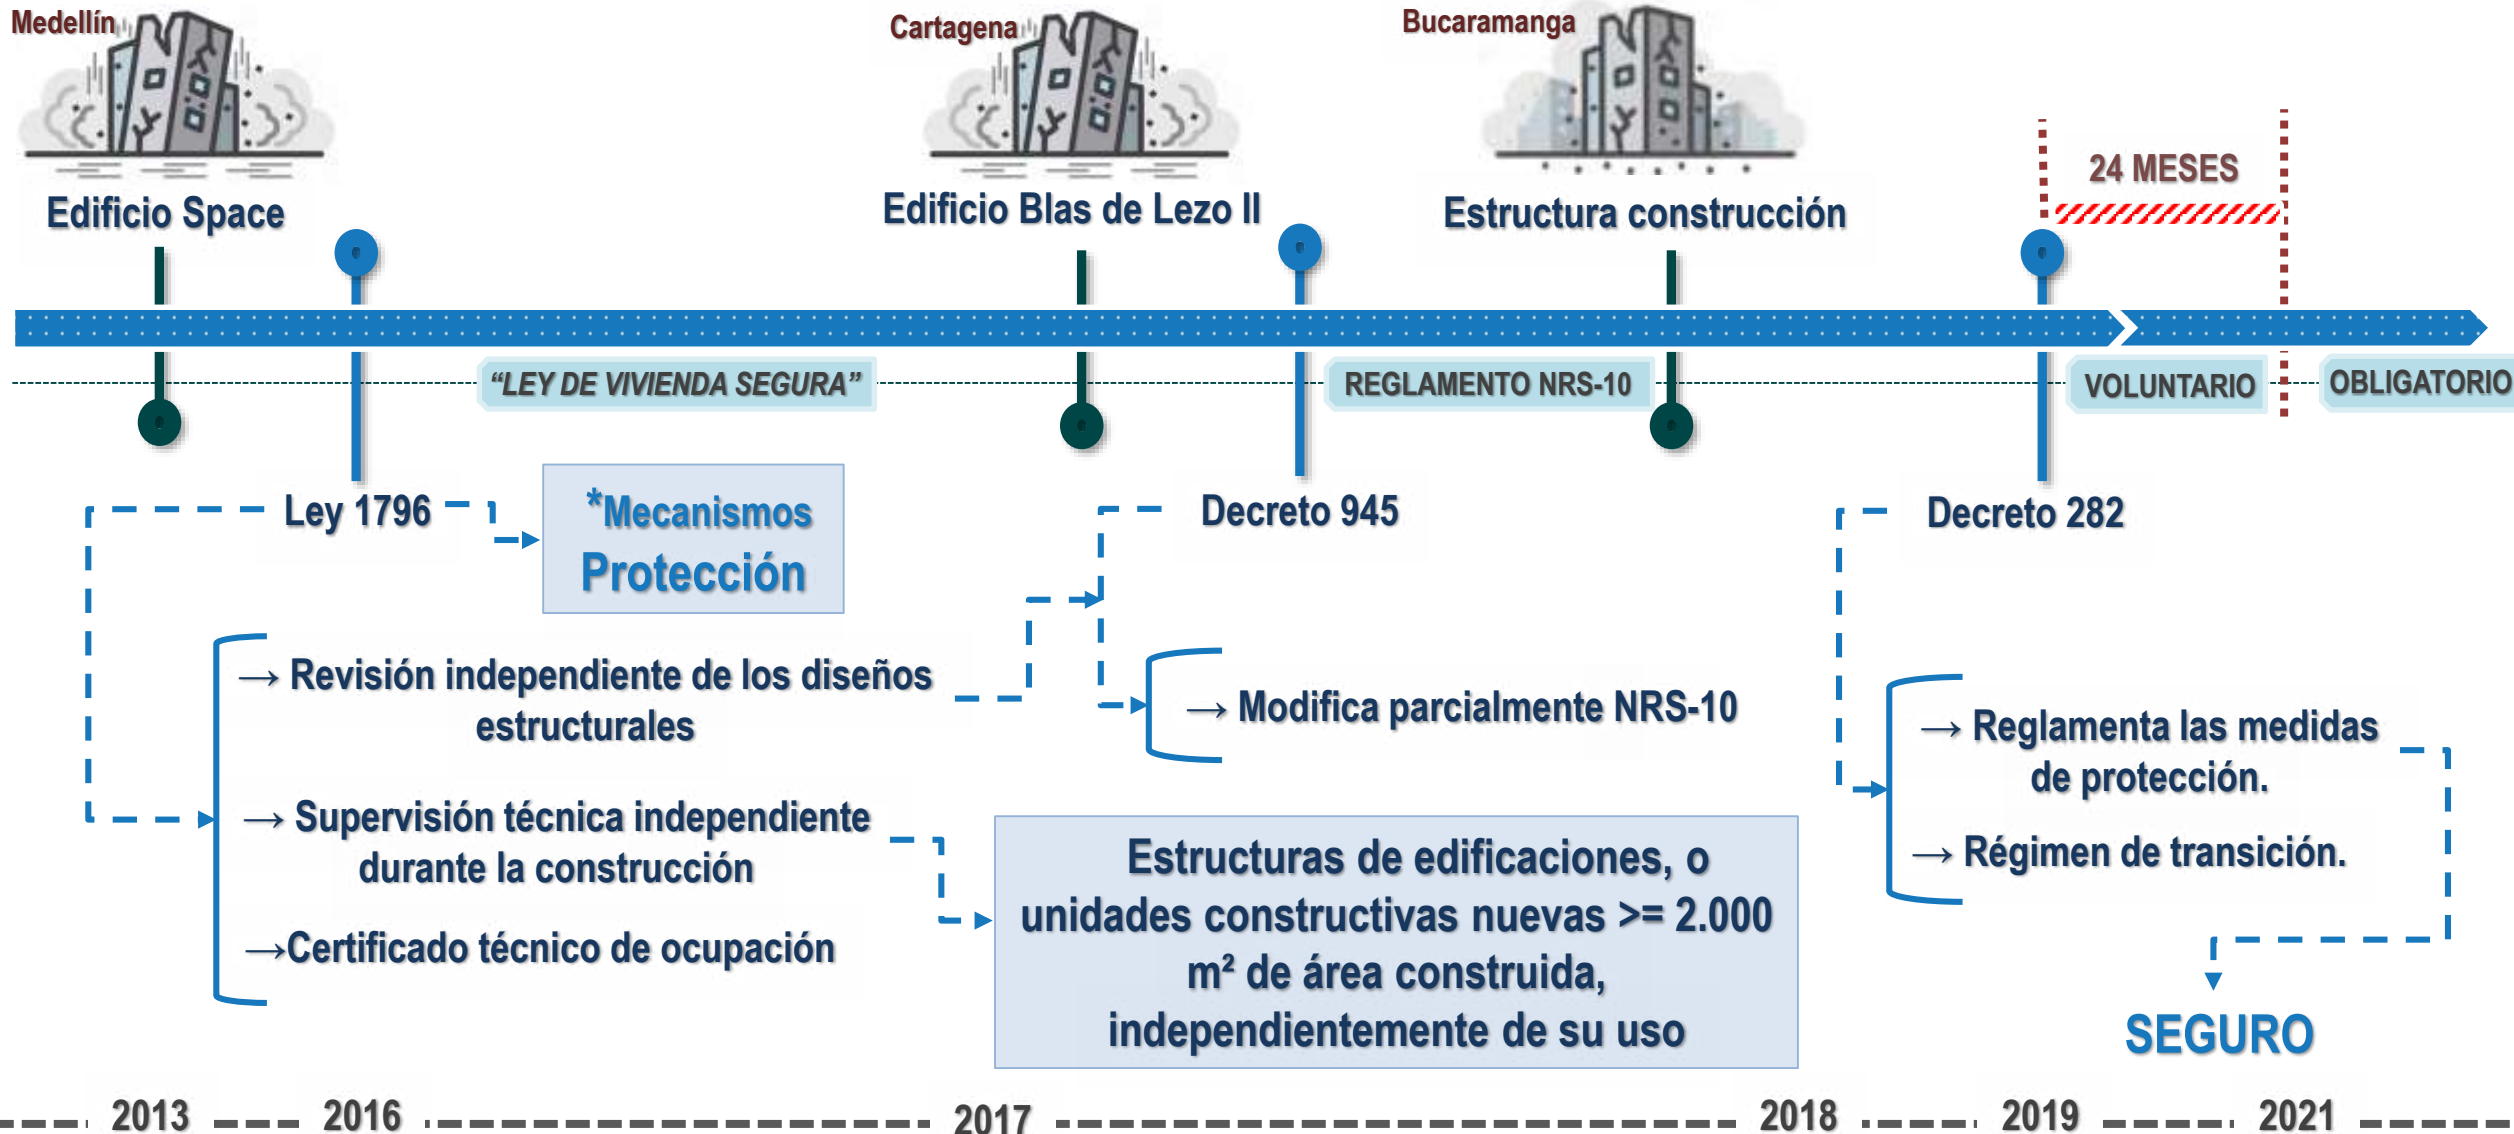 Medellín
Cartagena
Bucaramanga
24 MESES
Edificio Space
Edificio Blas de Lezo II
Estructura construcción
“LEY DE VIVIENDA SEGURA”
REGLAMENTO NRS-10
VOLUNTARIO
OBLIGATORIO
Ley 1796
*Mecanismos
Protección
Decreto 945
Decreto 282
→ Revisión independiente de los diseños
estructurales
→ Supervisión técnica independiente
durante la construcción
→Certificado técnico de ocupación
→ Modifica parcialmente NRS-10
Estructuras de edificaciones, o
unidades constructivas nuevas >= 2.000
m² de área construida,
independientemente de su uso
→ Reglamenta las medidas
de protección.
→ Régimen de transición.
SEGURO
2013
2016
2017
2018
2019
2021